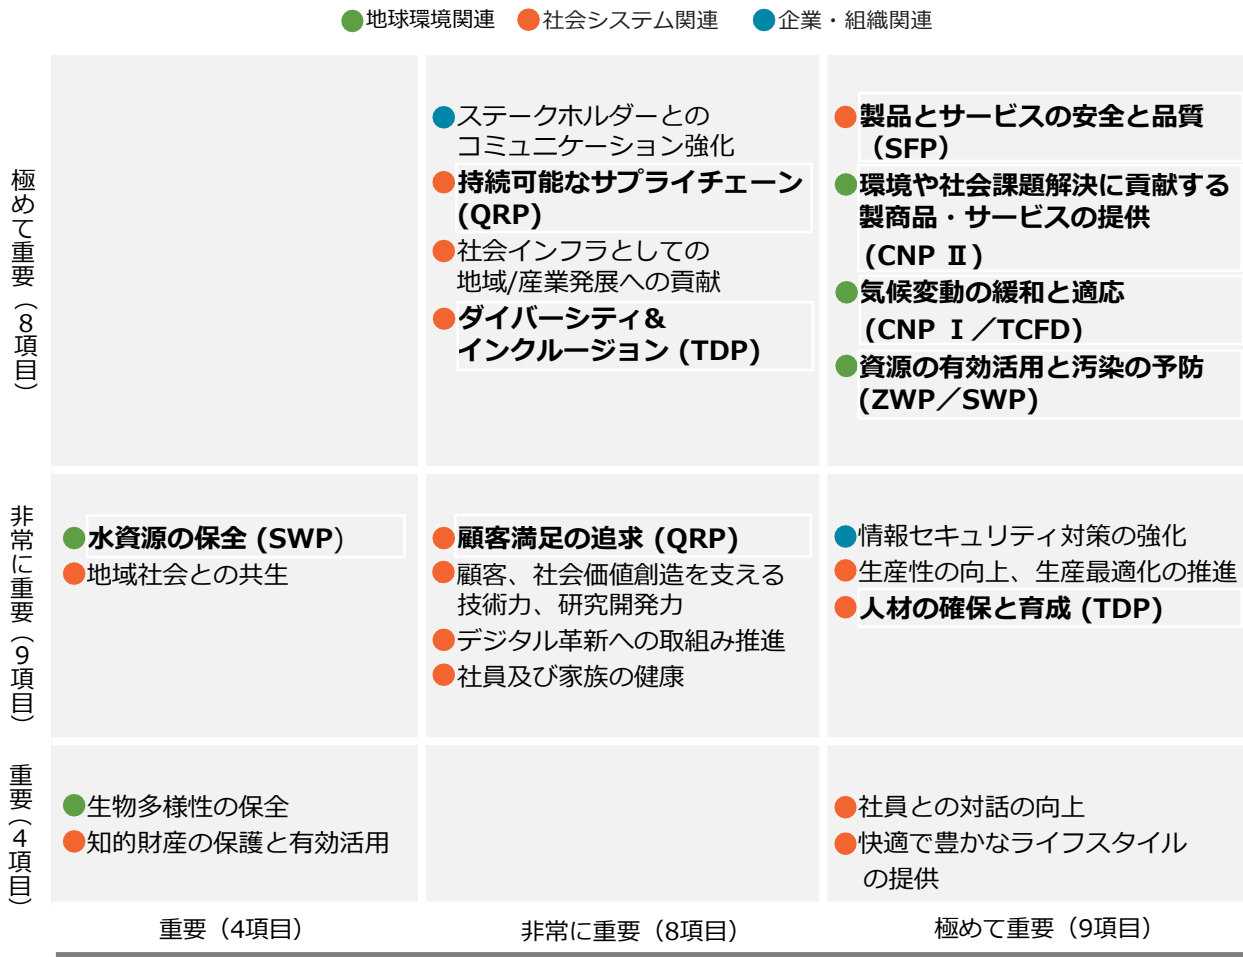 地球環境関連 社会システム関連 企業・組織関連
極めて重要（8項目）
ステークホルダーとの
コミュニケーション強化
持続可能なサプライチェーン
(QRP)
社会インフラとしての
地域/産業発展への貢献
ダイバーシティ&
インクルージョン (TDP)
製品とサービスの安全と品質
（SFP）
環境や社会課題解決に貢献する
製商品・サービスの提供
(CNP Ⅱ)
気候変動の緩和と適応
(CNP Ⅰ／TCFD)
資源の有効活用と汚染の予防
(ZWP／SWP)
非常に重要（9項目）
水資源の保全 (SWP)
地域社会との共生
顧客満足の追求 (QRP)
顧客、社会価値創造を支える
技術力、研究開発力
デジタル革新への取組み推進
社員及び家族の健康
情報セキュリティ対策の強化
生産性の向上、生産最適化の推進
人材の確保と育成 (TDP)
重要（4項目）
生物多様性の保全
知的財産の保護と有効活用
社員との対話の向上
快適で豊かなライフスタイル
の提供
重要（4項目） 非常に重要（8項目） 極めて重要（9項目）